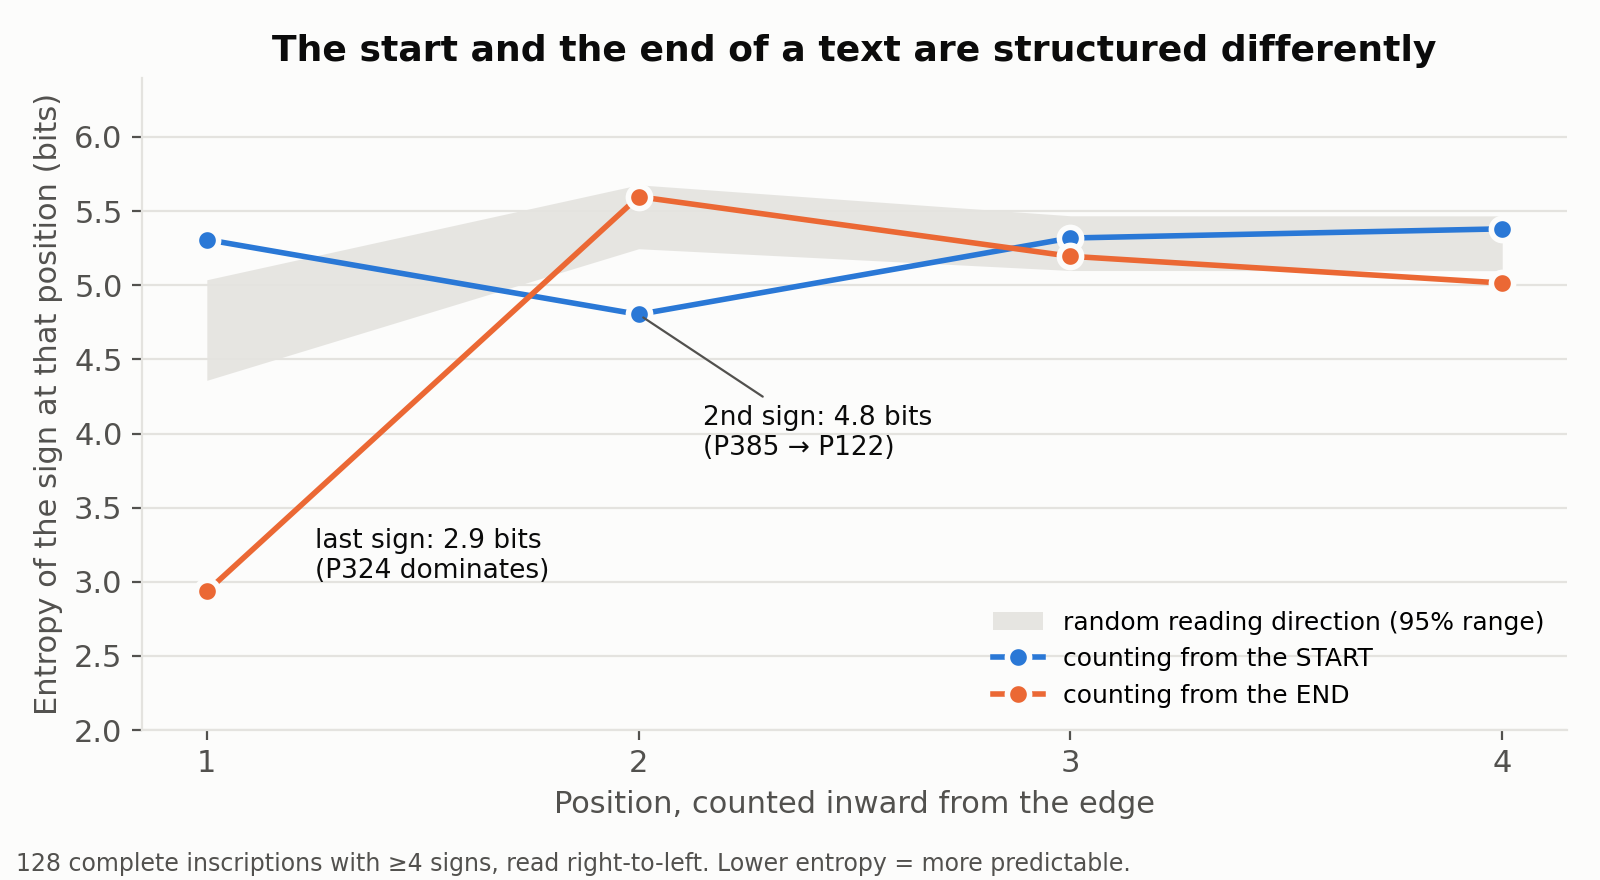 The start and the end of a text are structured differently
Entropy of the sign at that position (bits)
6.0
5.5
5.0
4.5
4.0
3.5
3.0
2.5
2.0
2nd sign: 4.8 bits
(P385 → P122)
last sign: 2.9 bits
(P324 dominates)
random reading direction (95% range)
counting from the START
counting from the END
1 2 3 4
Position, counted inward from the edge
128 complete inscriptions with ≥4 signs, read right-to-left. Lower entropy = more predictable.